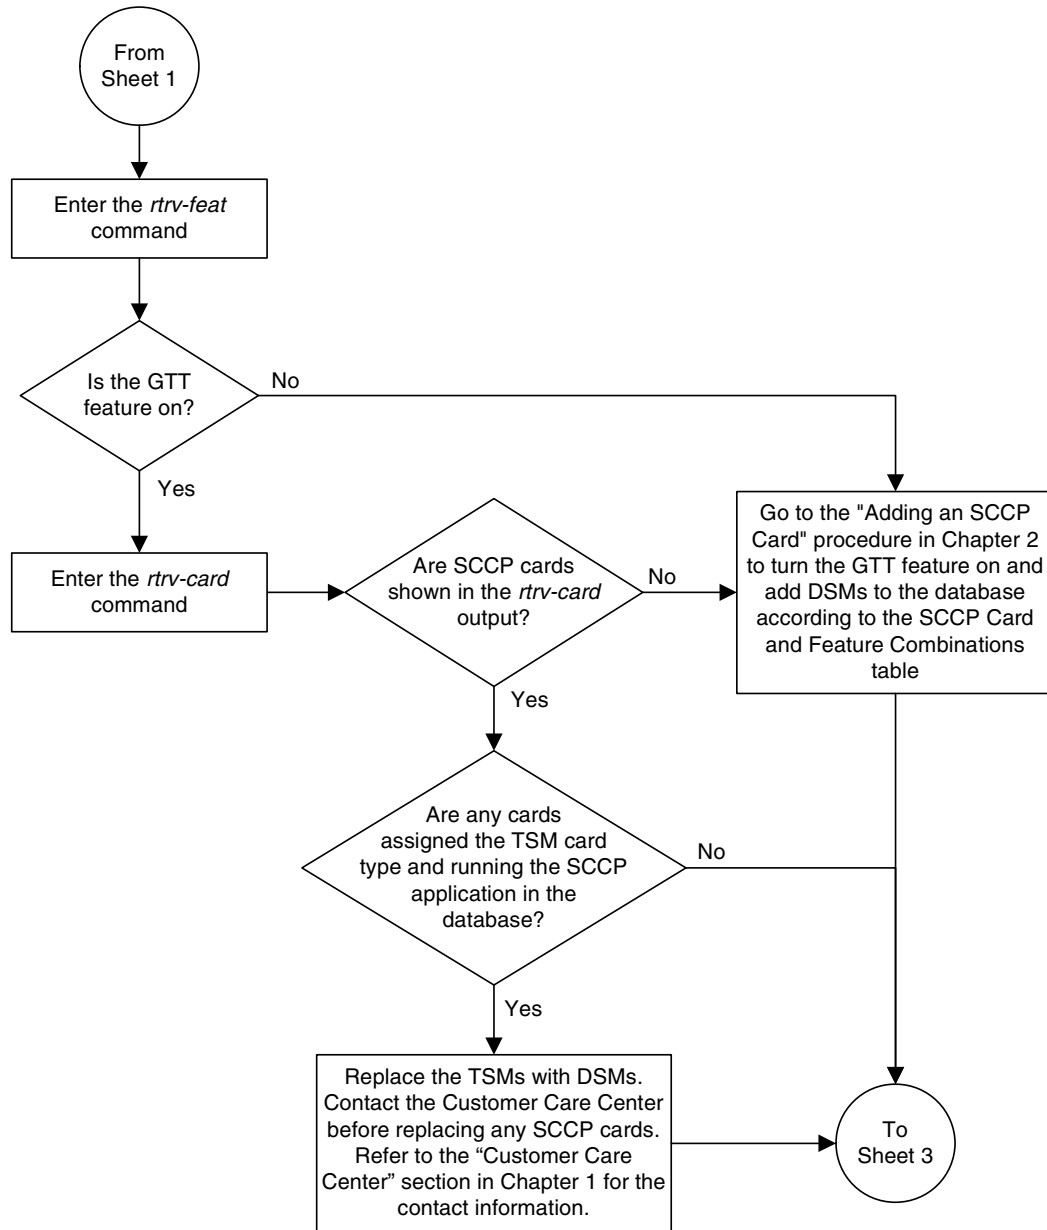 From
Sheet 1
Enter the rtrv-feat
command
Is the GTT
feature on?
No
Yes
Enter the rtrv-card
command
Are SCCP cards
shown in the rtrv-card
output?
No
Go to the "Adding an SCCP
Card" procedure in Chapter 2
to turn the GTT feature on and
add DSMs to the database
according to the SCCP Card
and Feature Combinations
table
Yes
Are any cards
assigned the TSM card
type and running the SCCP
application in the
database?
No
Yes
Replace the TSMs with DSMs.
Contact the Customer Care Center
before replacing any SCCP cards.
Refer to the “Customer Care
Center” section in Chapter 1 for the
contact information.
To
Sheet 3